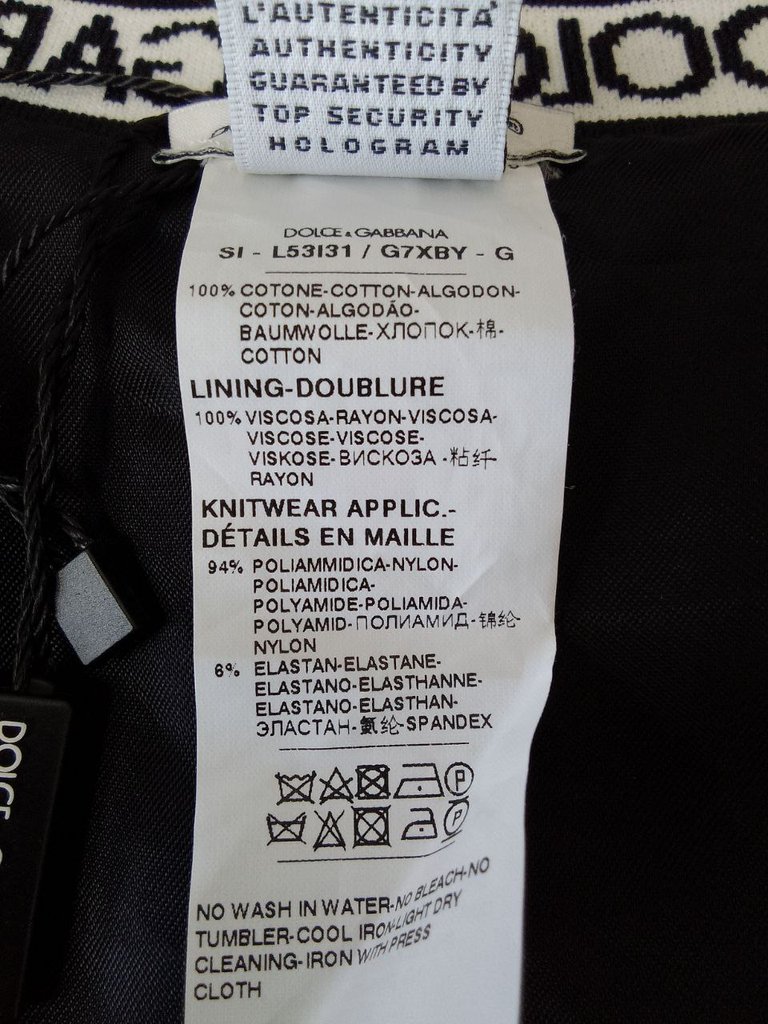 L'AUTENTICITÀ
AUTHENTICITY
GUARANTEED BY
TOP SECURITY
HOLOGRAM
DOLCE & GABBANA
SI - L53I31 / G7XBY - G
100% COTONE-COTTON-ALGODON-
COTON-ALGODÃO-
BAUMWOLLE-ХЛОПОК-棉-
COTTON
LINING-DOUBLURE
100% VISCOSA-RAYON-VISCOSA-
VISCOSE-VISCOSE-
VISKOSE-ВИСКОЗА -粘纤-
RAYON
KNITWEAR APPLIC.-
DÉTAILS EN MAILLE
94% POLIAMMIDICA-NYLON-
POLIAMIDICA-
POLYAMIDE-POLIAMIDA-
POLYAMID-ПОЛИАМИД-锦纶-
NYLON
6% ELASTAN-ELASTANE-
ELASTANO-ELASTHANNE-
ELASTANO-ELASTHAN-
ЭЛАСТАН-氨纶-SPANDEX
P
P
NO WASH IN WATER-NO BLEACH-NO
TUMBLER-COOL IRON-LIGHT DRY
CLEANING-IRON WITH PRESS
CLOTH
DOLCE